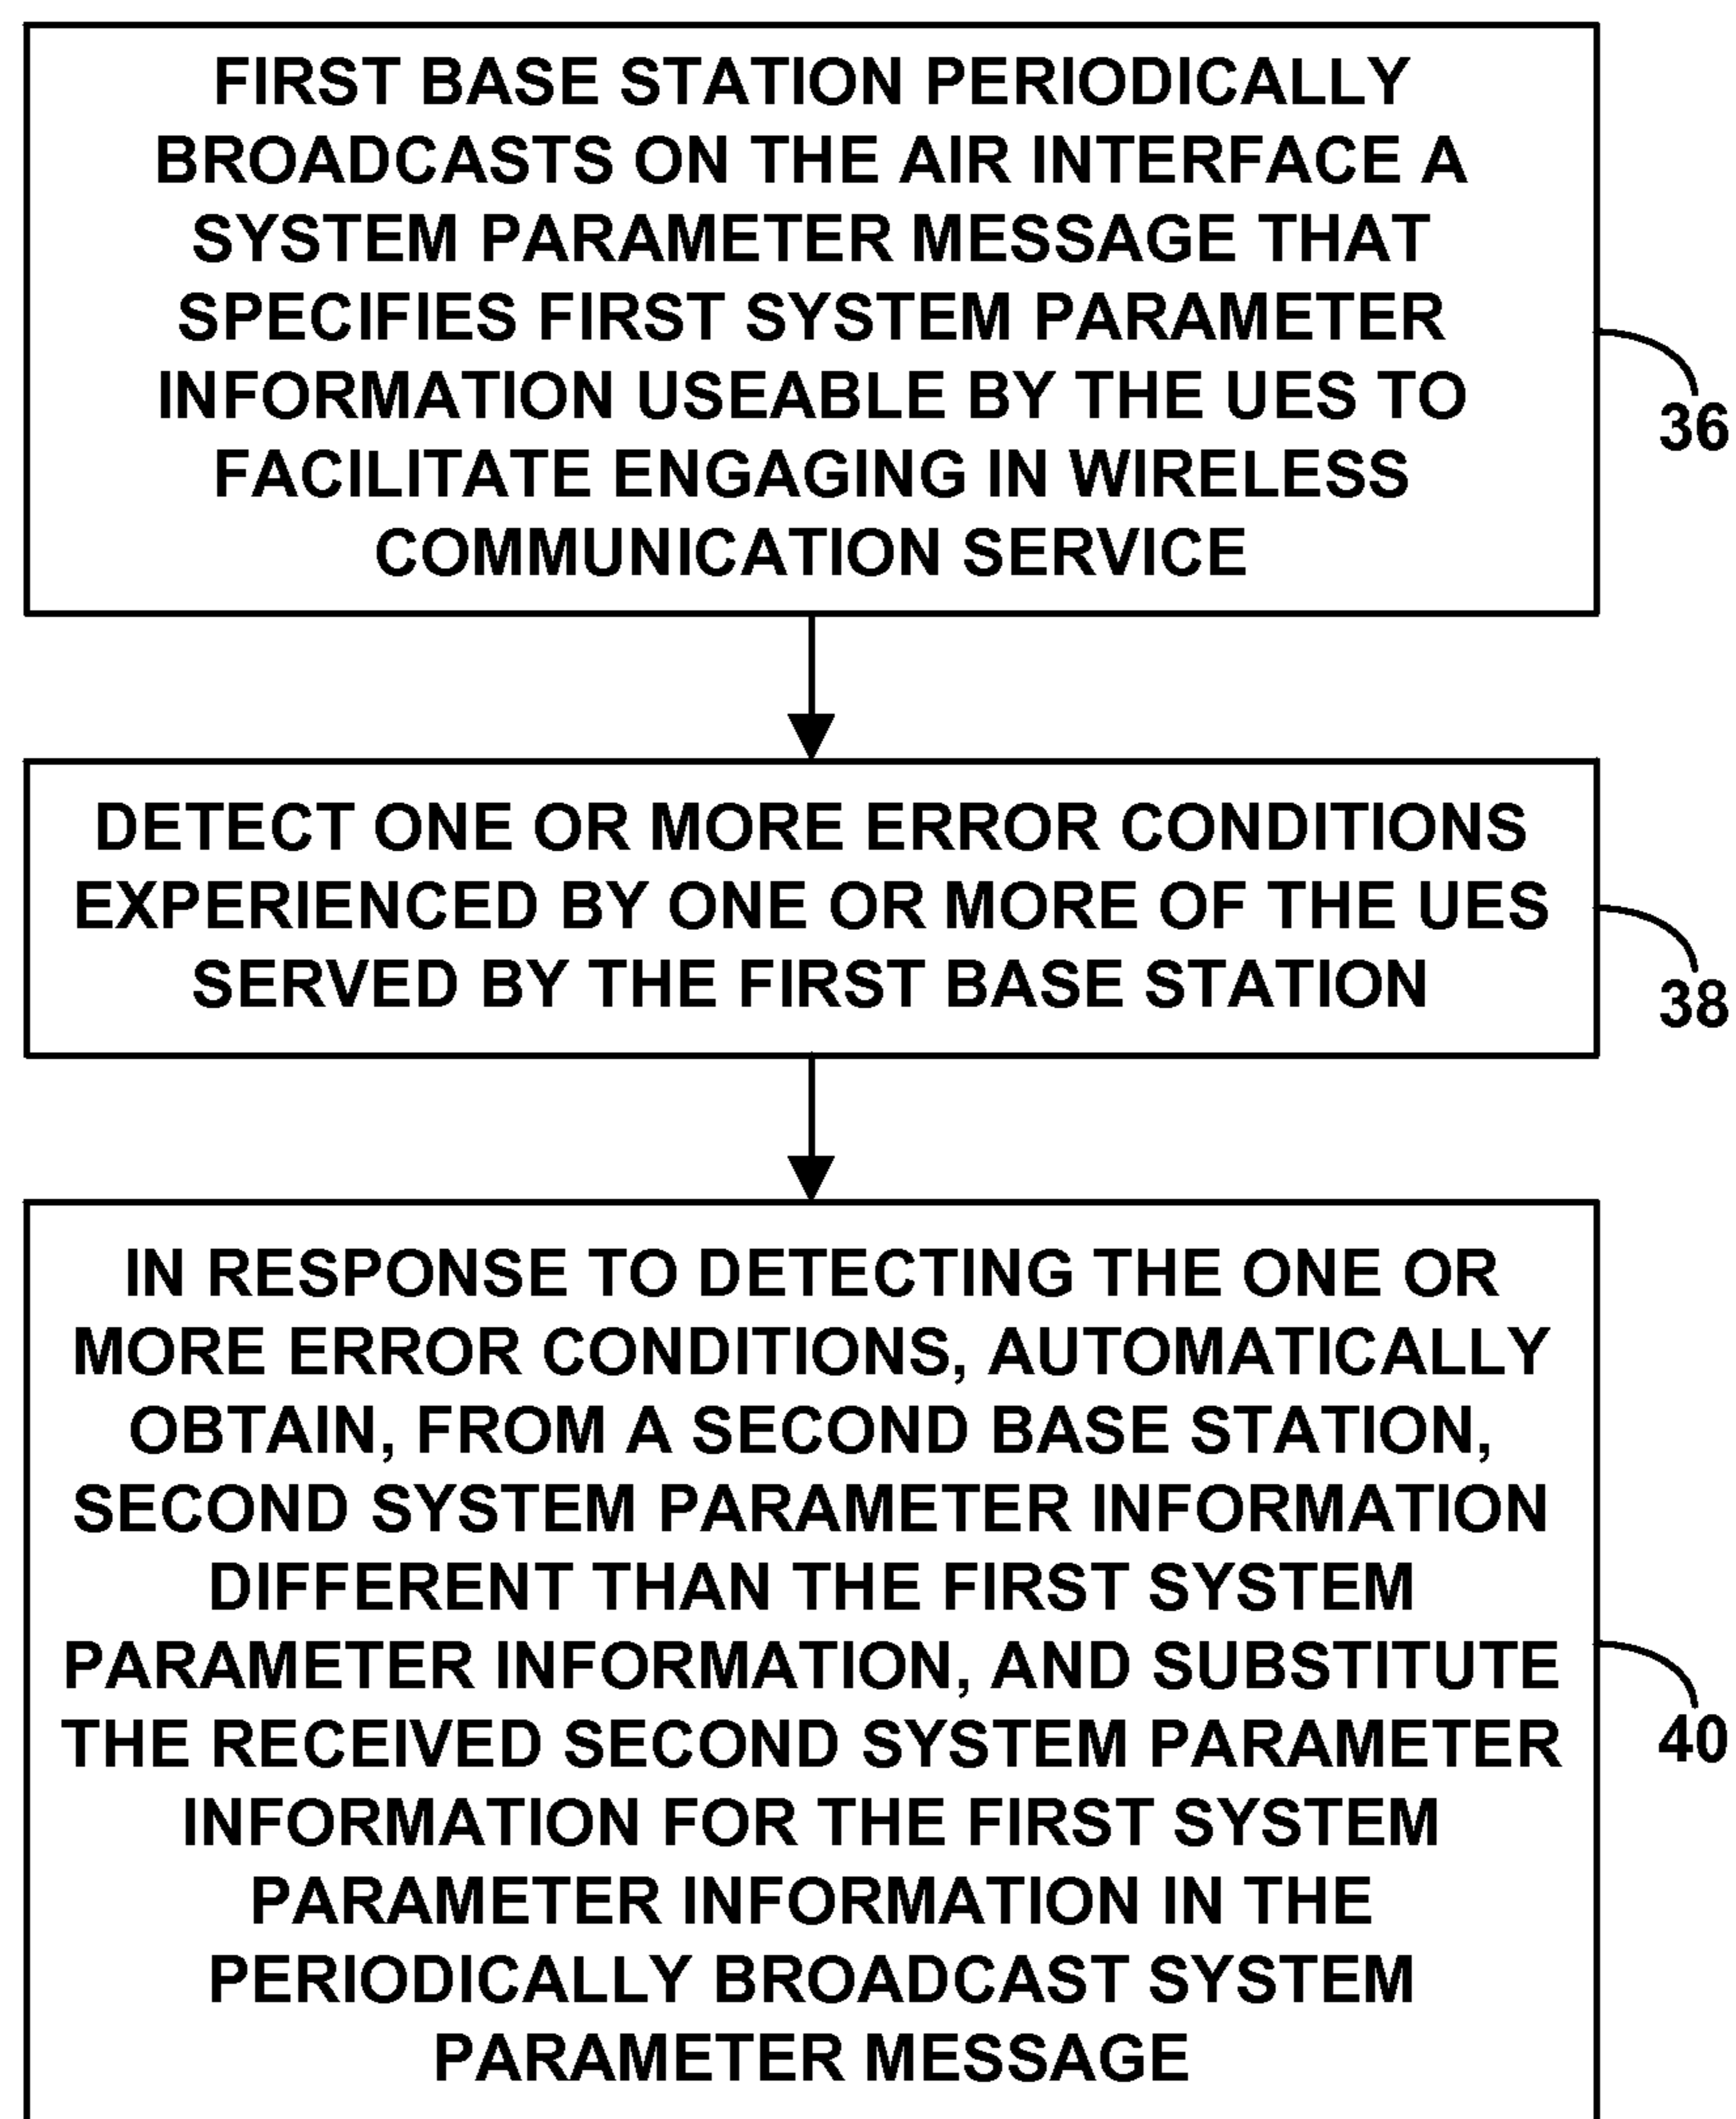 FIRST BASE STATION PERIODICALLY
BROADCASTS ON THE AIR INTERFACE A
SYSTEM PARAMETER MESSAGE THAT
SPECIFIES FIRST SYSTEM PARAMETER
INFORMATION USEABLE BY THE UES TO
FACILITATE ENGAGING IN WIRELESS
COMMUNICATION SERVICE
36
DETECT ONE OR MORE ERROR CONDITIONS
EXPERIENCED BY ONE OR MORE OF THE UES
SERVED BY THE FIRST BASE STATION
38
IN RESPONSE TO DETECTING THE ONE OR
MORE ERROR CONDITIONS, AUTOMATICALLY
OBTAIN, FROM A SECOND BASE STATION,
SECOND SYSTEM PARAMETER INFORMATION
DIFFERENT THAN THE FIRST SYSTEM
PARAMETER INFORMATION, AND SUBSTITUTE
THE RECEIVED SECOND SYSTEM PARAMETER
INFORMATION FOR THE FIRST SYSTEM
PARAMETER INFORMATION IN THE
PERIODICALLY BROADCAST SYSTEM
PARAMETER MESSAGE
40